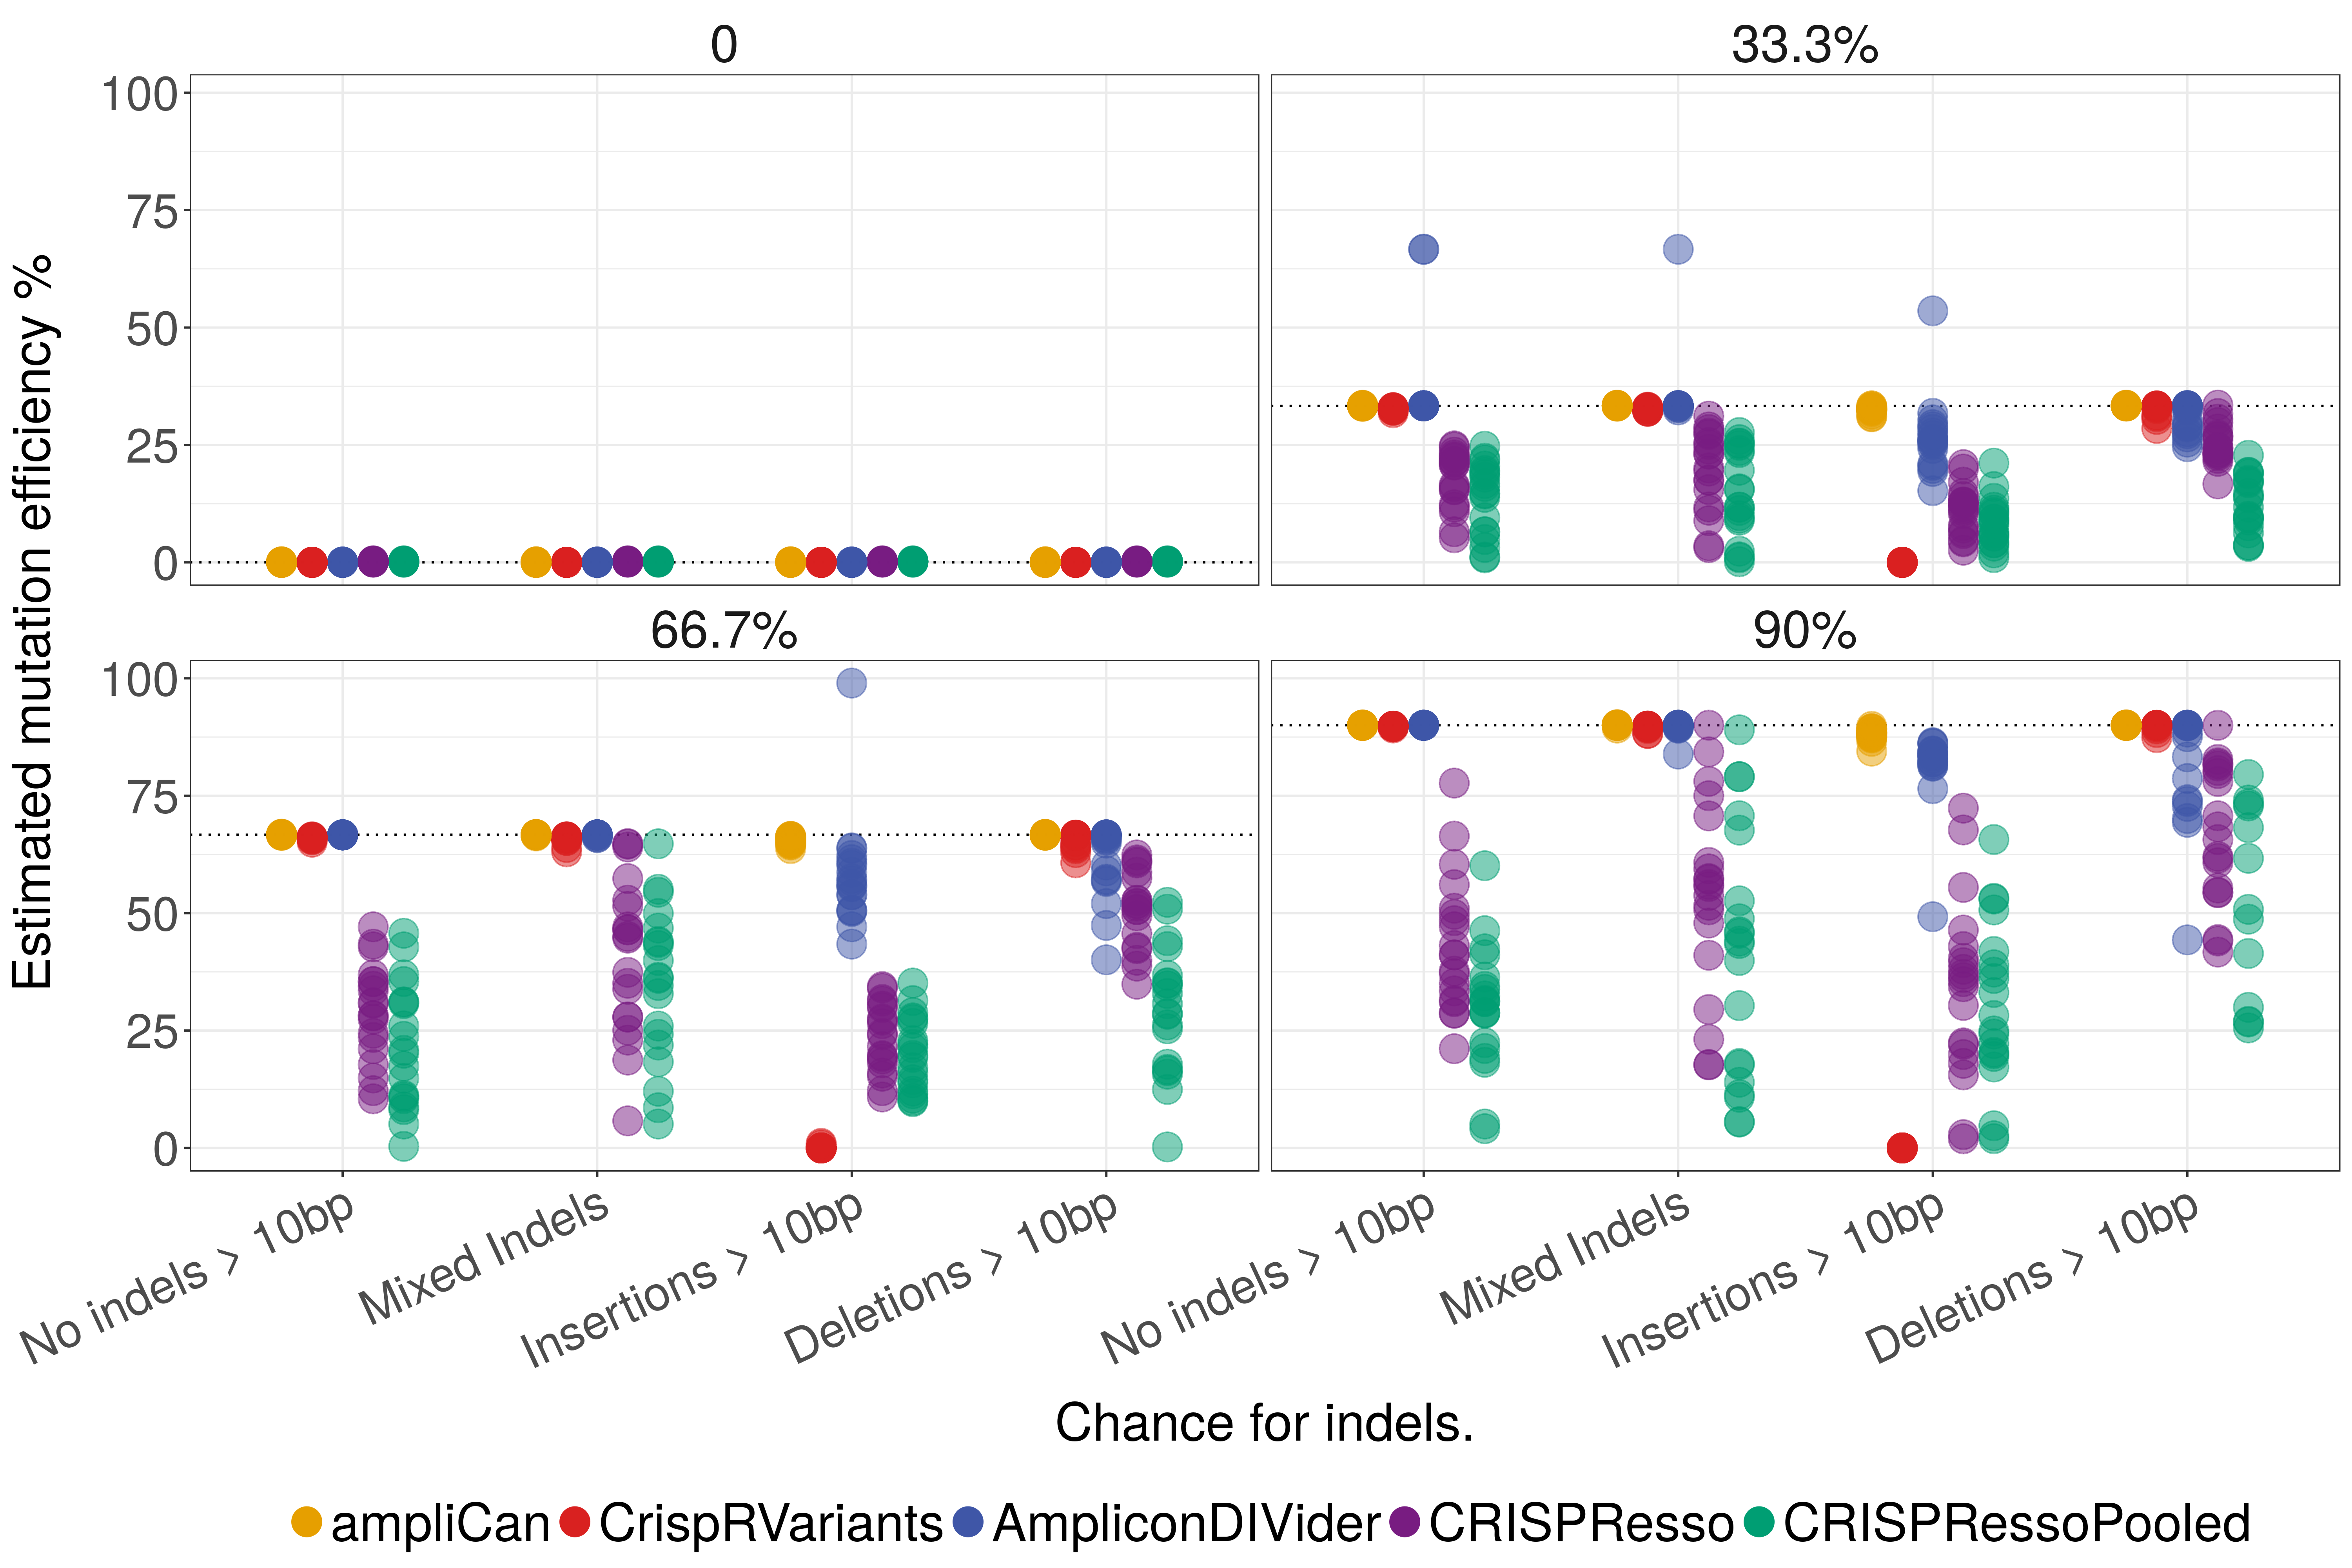 0
33.3%
100
75
50
25
0
66.7%
90%
100
75
50
25
0
Estimated mutation efficiency %
No indels > 10bp
Mixed Indels
Insertions > 10bp
Deletions > 10bp
No indels > 10bp
Mixed Indels
Insertions > 10bp
Deletions > 10bp
Chance for indels.
ampliCan CrispRVariants AmpliconDIVider CRISPResso CRISPRessoPooled